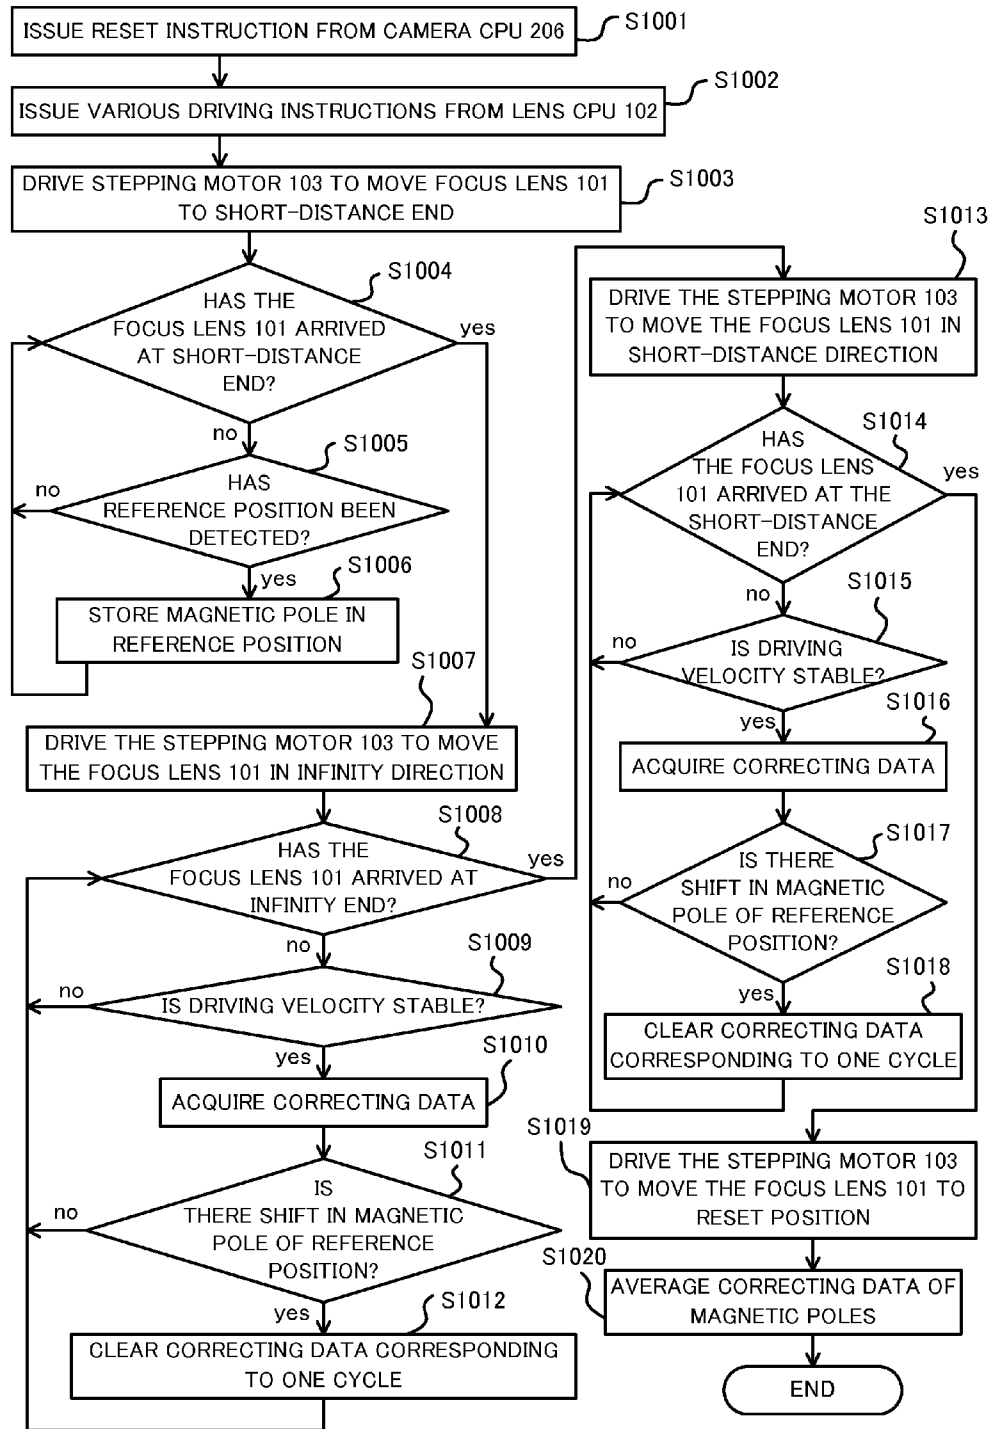 ISSUE RESET INSTRUCTION FROM CAMERA CPU 206
S1001
ISSUE VARIOUS DRIVING INSTRUCTIONS FROM LENS CPU 102
S1002
DRIVE STEPPING MOTOR 103 TO MOVE FOCUS LENS 101
TO SHORT-DISTANCE END
S1003
S1004
HAS THE
FOCUS LENS 101 ARRIVED
AT SHORT-DISTANCE
END?
yes
no
S1005
HAS
REFERENCE POSITION BEEN
DETECTED?
no
yes
S1006
STORE MAGNETIC POLE IN
REFERENCE POSITION
S1007
DRIVE THE STEPPING MOTOR 103 TO MOVE
THE FOCUS LENS 101 IN INFINITY DIRECTION
S1008
HAS THE
FOCUS LENS 101 ARRIVED AT
INFINITY END?
yes
no
S1009
IS DRIVING VELOCITY STABLE?
no
yes
S1010
ACQUIRE CORRECTING DATA
S1011
IS
THERE SHIFT IN MAGNETIC
POLE OF REFERENCE
POSITION?
no
yes
S1012
CLEAR CORRECTING DATA CORRESPONDING
TO ONE CYCLE
S1013
DRIVE THE STEPPING MOTOR 103
TO MOVE THE FOCUS LENS 101 IN
SHORT-DISTANCE DIRECTION
S1014
HAS
THE FOCUS LENS
101 ARRIVED AT THE
SHORT-DISTANCE
END?
yes
no
S1015
IS DRIVING
VELOCITY STABLE?
no
yes
S1016
ACQUIRE CORRECTING DATA
S1017
IS THERE
SHIFT IN MAGNETIC
POLE OF REFERENCE
POSITION?
no
yes
S1018
CLEAR CORRECTING DATA
CORRESPONDING TO ONE CYCLE
S1019
DRIVE THE STEPPING MOTOR 103
TO MOVE THE FOCUS LENS 101 TO
RESET POSITION
S1020
AVERAGE CORRECTING DATA OF
MAGNETIC POLES
END